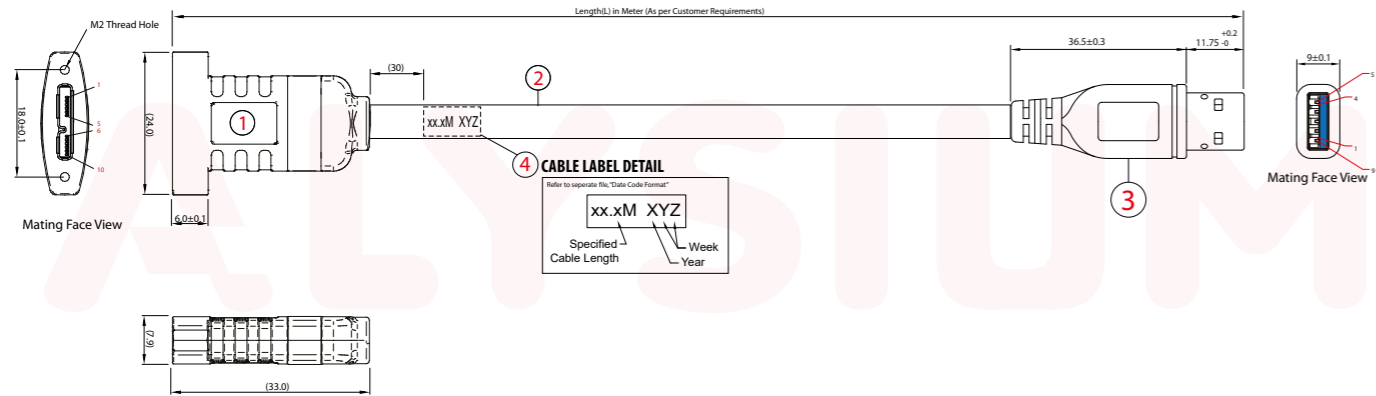 Length(L) in Meter (As per Customer Requirements)
M2 Thread Hole
18.0±0.1
1
5
6
10
Mating Face View
(24.0)
6.0±0.1
1
(30)
2
xx.xM XYZ
4
CABLE LABEL DETAIL
Refer to seperate file,"Date Code Format"
xx.xM XYZ
Specified
Cable Length
Week
Year
36.5±0.3
11.75 +0.2 -0
3
9±0.1
5
4
1
9
Mating Face View
ALYSIUM
(7.9)
(33.0)